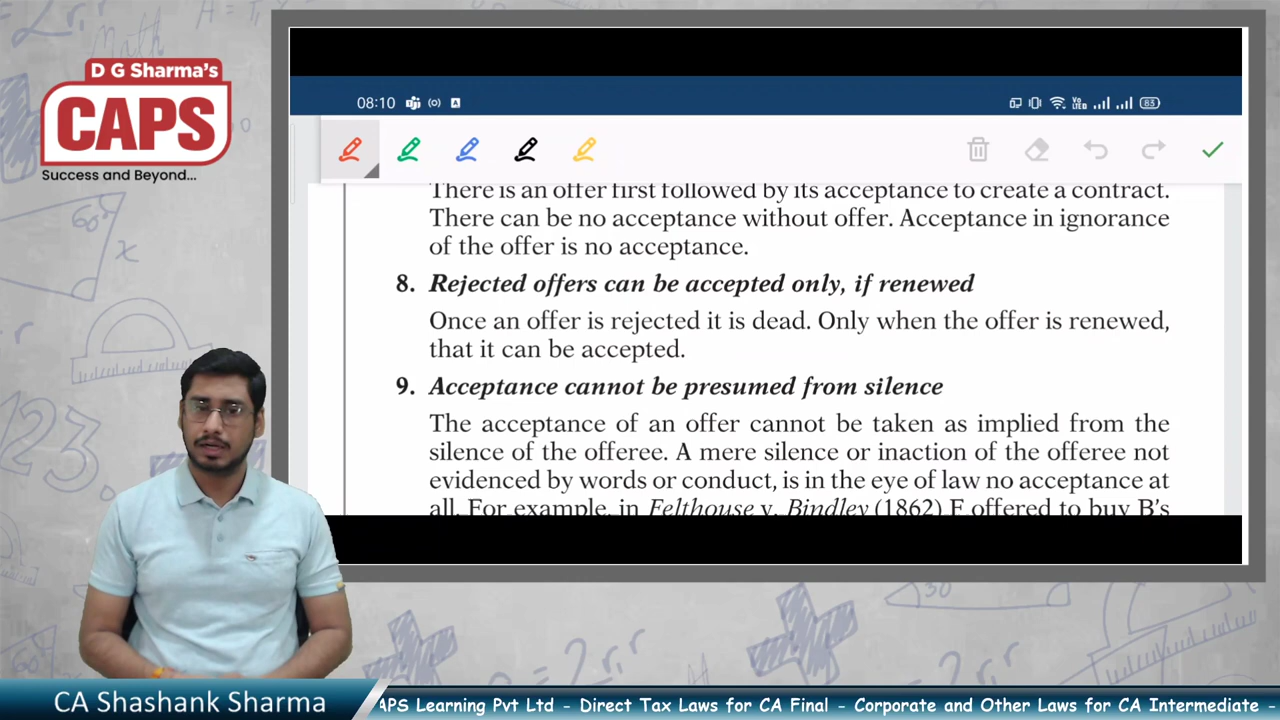 D G Sharma's
CAPS
Success and Beyond...
08:10
83
There is an offer first followed by its acceptance to create a contract.
There can be no acceptance without offer. Acceptance in ignorance
of the offer is no acceptance.
8. Rejected offers can be accepted only, if renewed
Once an offer is rejected it is dead. Only when the offer is renewed,
that it can be accepted.
9. Acceptance cannot be presumed from silence
The acceptance of an offer cannot be taken as implied from the
silence of the offeree. A mere silence or inaction of the offeree not
evidenced by words or conduct, is in the eye of law no acceptance at
all. For example, in Felthouse v. Bindley (1862) F offered to buy B's
CA Shashank Sharma
APS Learning Pvt Ltd - Direct Tax Laws for CA Final - Corporate and Other Laws for CA Intermediate -